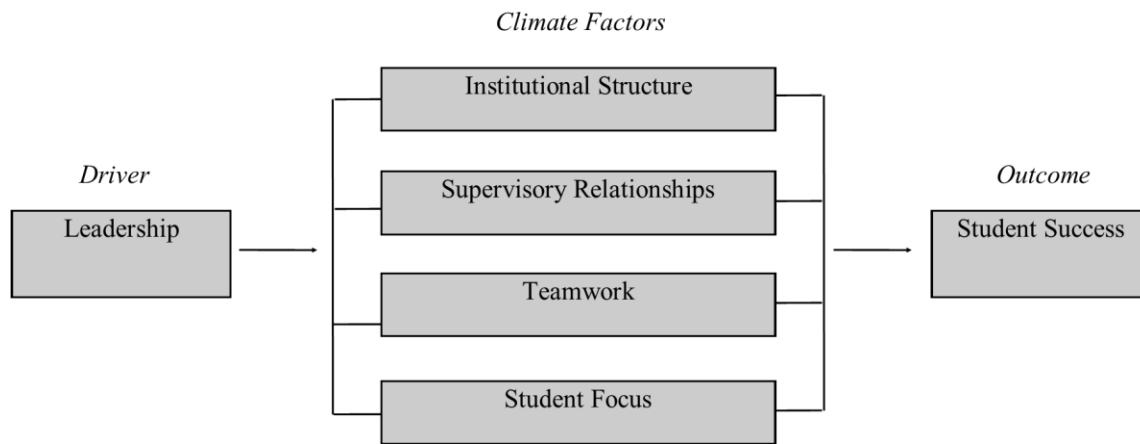 Climate Factors
Institutional Structure
Driver
Supervisory Relationships
Outcome
Leadership
Student Success
Teamwork
Student Focus